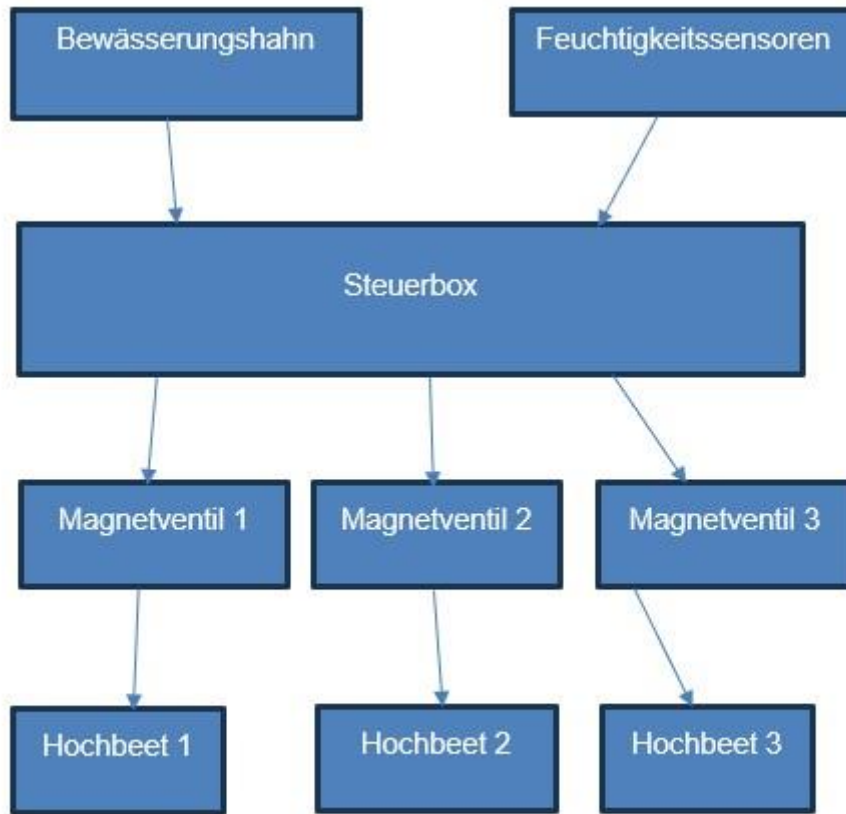 Bewässerungshahn
Feuchtigkeitssensoren
Steuerbox
Magnetventil 1
Magnetventil 2
Magnetventil 3
Hochbeet 1
Hochbeet 2
Hochbeet 3